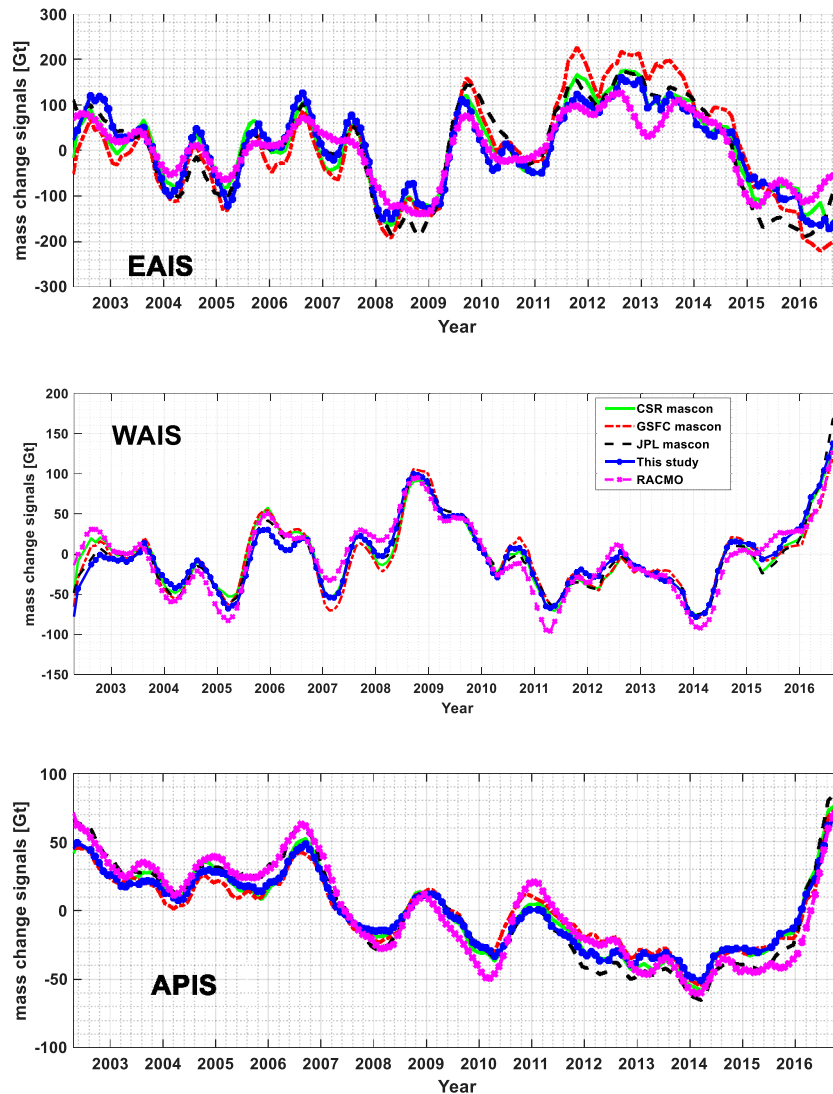 mass change signals [Gt]
300
200
100
0
-100
-200
-300
EAIS
2003 2004 2005 2006 2007 2008 2009 2010 2011 2012 2013 2014 2015 2016
Year
mass change signals [Gt]
200
150
100
50
0
-50
-100
-150
WAIS
CSR mascon
GSFC mascon
JPL mascon
This study
RACMO
2003 2004 2005 2006 2007 2008 2009 2010 2011 2012 2013 2014 2015 2016
Year
mass change signals [Gt]
100
50
0
-50
-100
APIS
2003 2004 2005 2006 2007 2008 2009 2010 2011 2012 2013 2014 2015 2016
Year